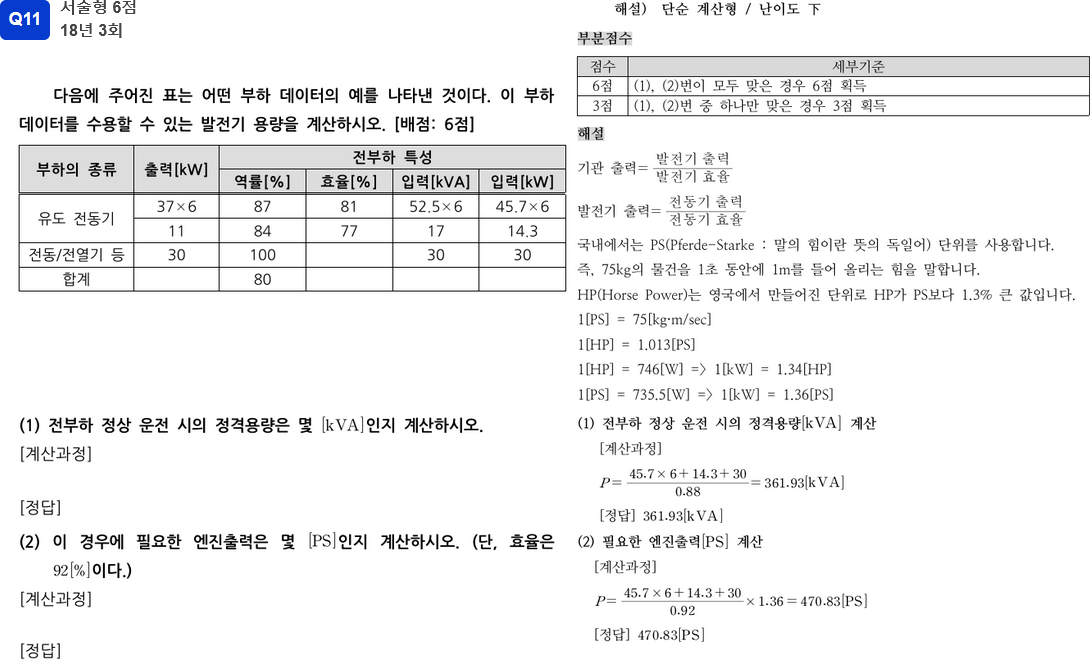 Q11
서술형 6점
18년 3회
다음에 주어진 표는 어떤 부하 데이터의 예를 나타낸 것이다. 이 부하
데이터를 수용할 수 있는 발전기 용량을 계산하시오. [배점: 6점]
부하의 종류 출력[kW] 전부하 특성
역률[%] 효율[%] 입력[kVA] 입력[kW]
유도 전동기 37×6 87 81 52.5×6 45.7×6
11 84 77 17 14.3
전동/전열기 등 30 100 30 30
합계 80
(1) 전부하 정상 운전 시의 정격용량은 몇 [kVA]인지 계산하시오.
[계산과정]
[정답]
(2) 이 경우에 필요한 엔진출력은 몇 [PS]인지 계산하시오. (단, 효율은
92[%]이다.)
[계산과정]
[정답]
해설) 단순 계산형 / 난이도 下
부분점수
점수 세부기준
6점 (1), (2)번이 모두 맞은 경우 6점 획득
3점 (1), (2)번 중 하나만 맞은 경우 3점 획득
해설
기관 출력= 발전기 출력 / 발전기 효율
발전기 출력= 전동기 출력 / 전동기 효율
국내에서는 PS(Pferde-Starke : 말의 힘이란 뜻의 독일어) 단위를 사용합니다.
즉, 75kg의 물건을 1초 동안에 1m를 들어 올리는 힘을 말합니다.
HP(Horse Power)는 영국에서 만들어진 단위로 HP가 PS보다 1.3% 큰 값입니다.
1[PS] = 75[kg·m/sec]
1[HP] = 1.013[PS]
1[HP] = 746[W] => 1[kW] = 1.34[HP]
1[PS] = 735.5[W] => 1[kW] = 1.36[PS]
(1) 전부하 정상 운전 시의 정격용량[kVA] 계산
[계산과정]
P = 45.7×6+14.3+30 / 0.88 = 361.93[kVA]
[정답] 361.93[kVA]
(2) 필요한 엔진출력[PS] 계산
[계산과정]
P = 45.7×6+14.3+30 / 0.92 ×1.36 = 470.83[PS]
[정답] 470.83[PS]